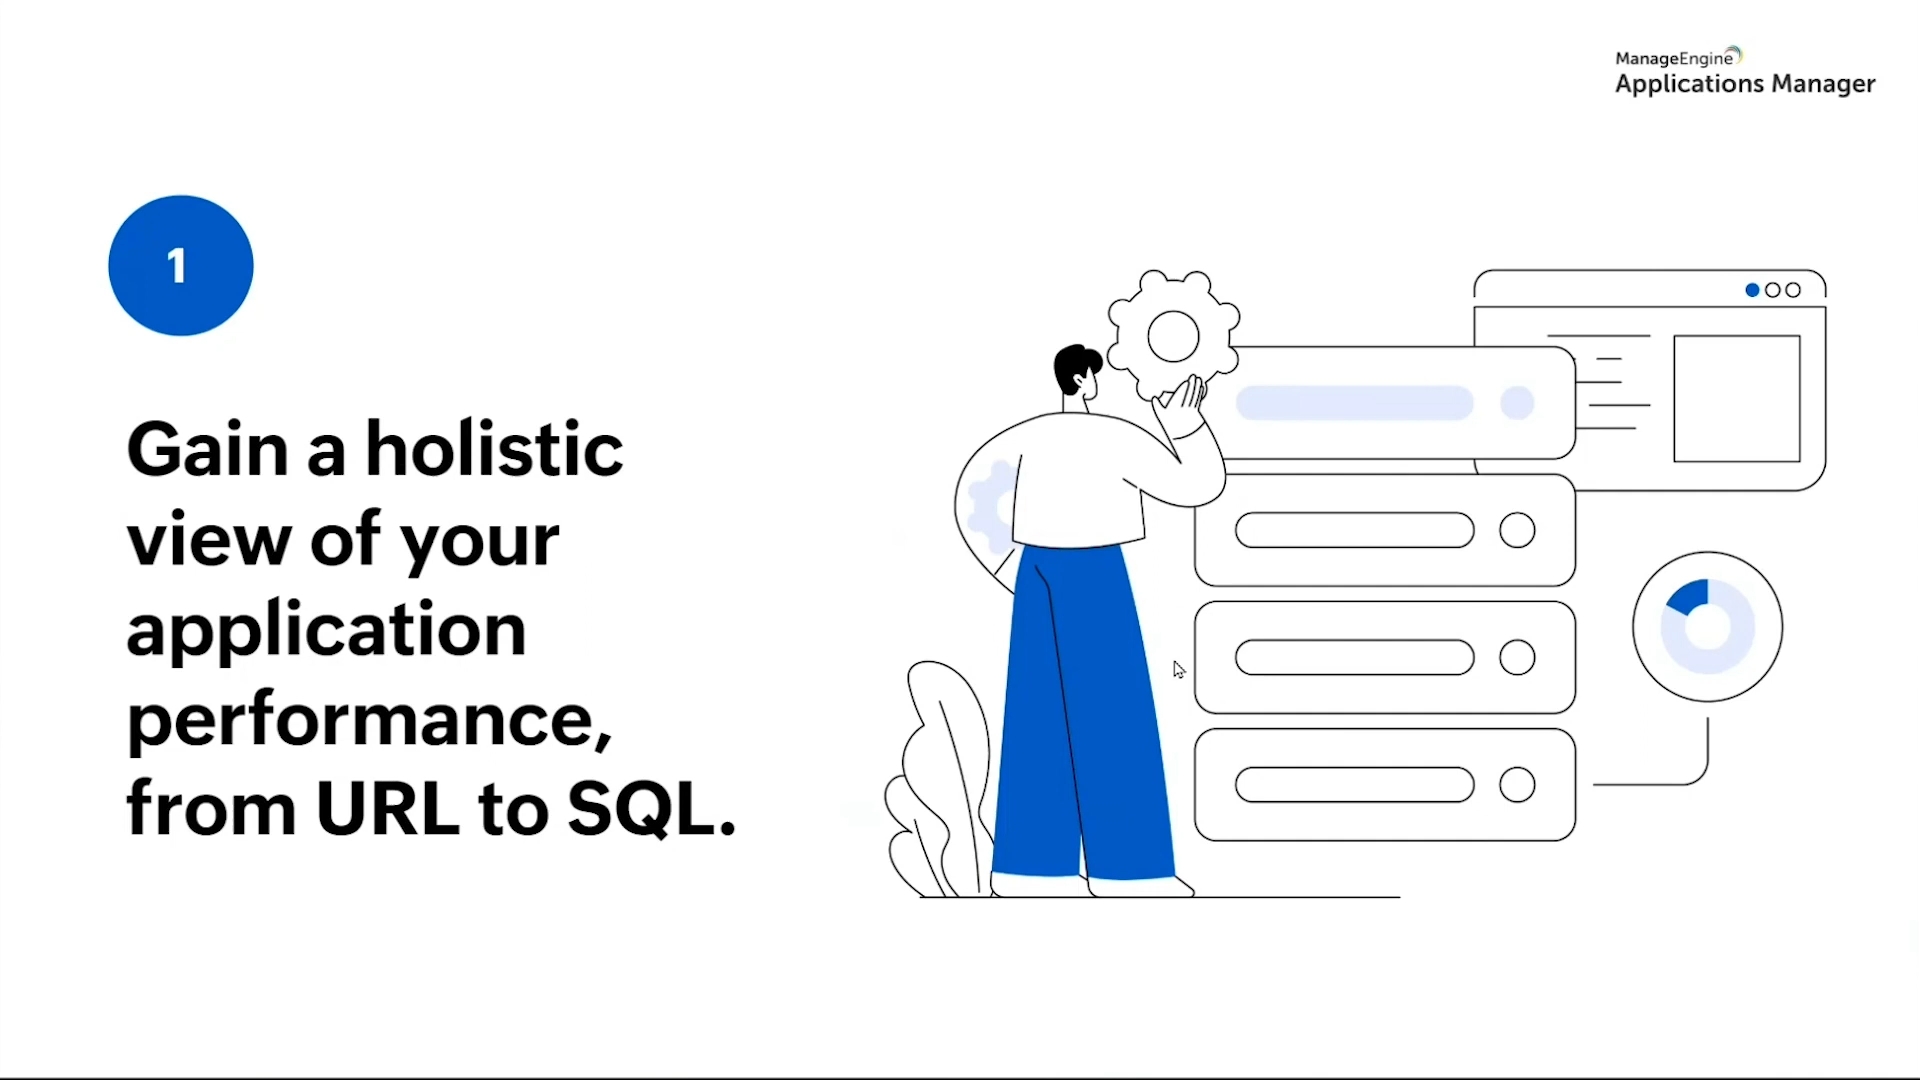 ManageEngine
Applications Manager
1
Gain a holistic
view of your
application
performance,
from URL to SQL.